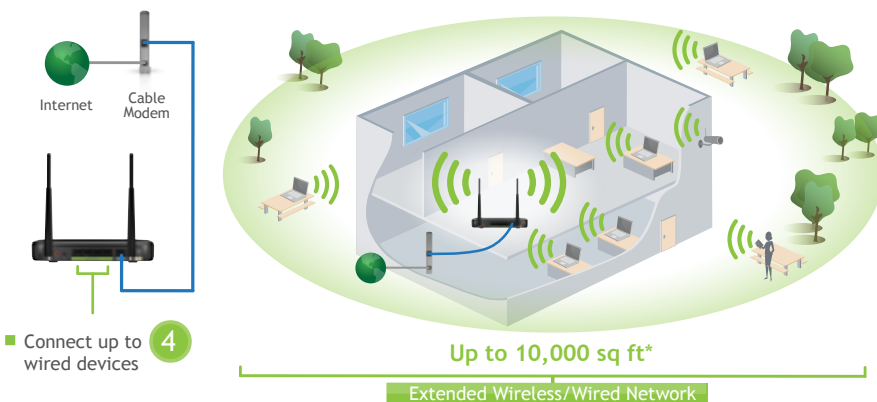 Internet
Cable
Modem
Connect up to 4
wired devices
Up to 10,000 sq ft*
Extended Wireless/Wired Network